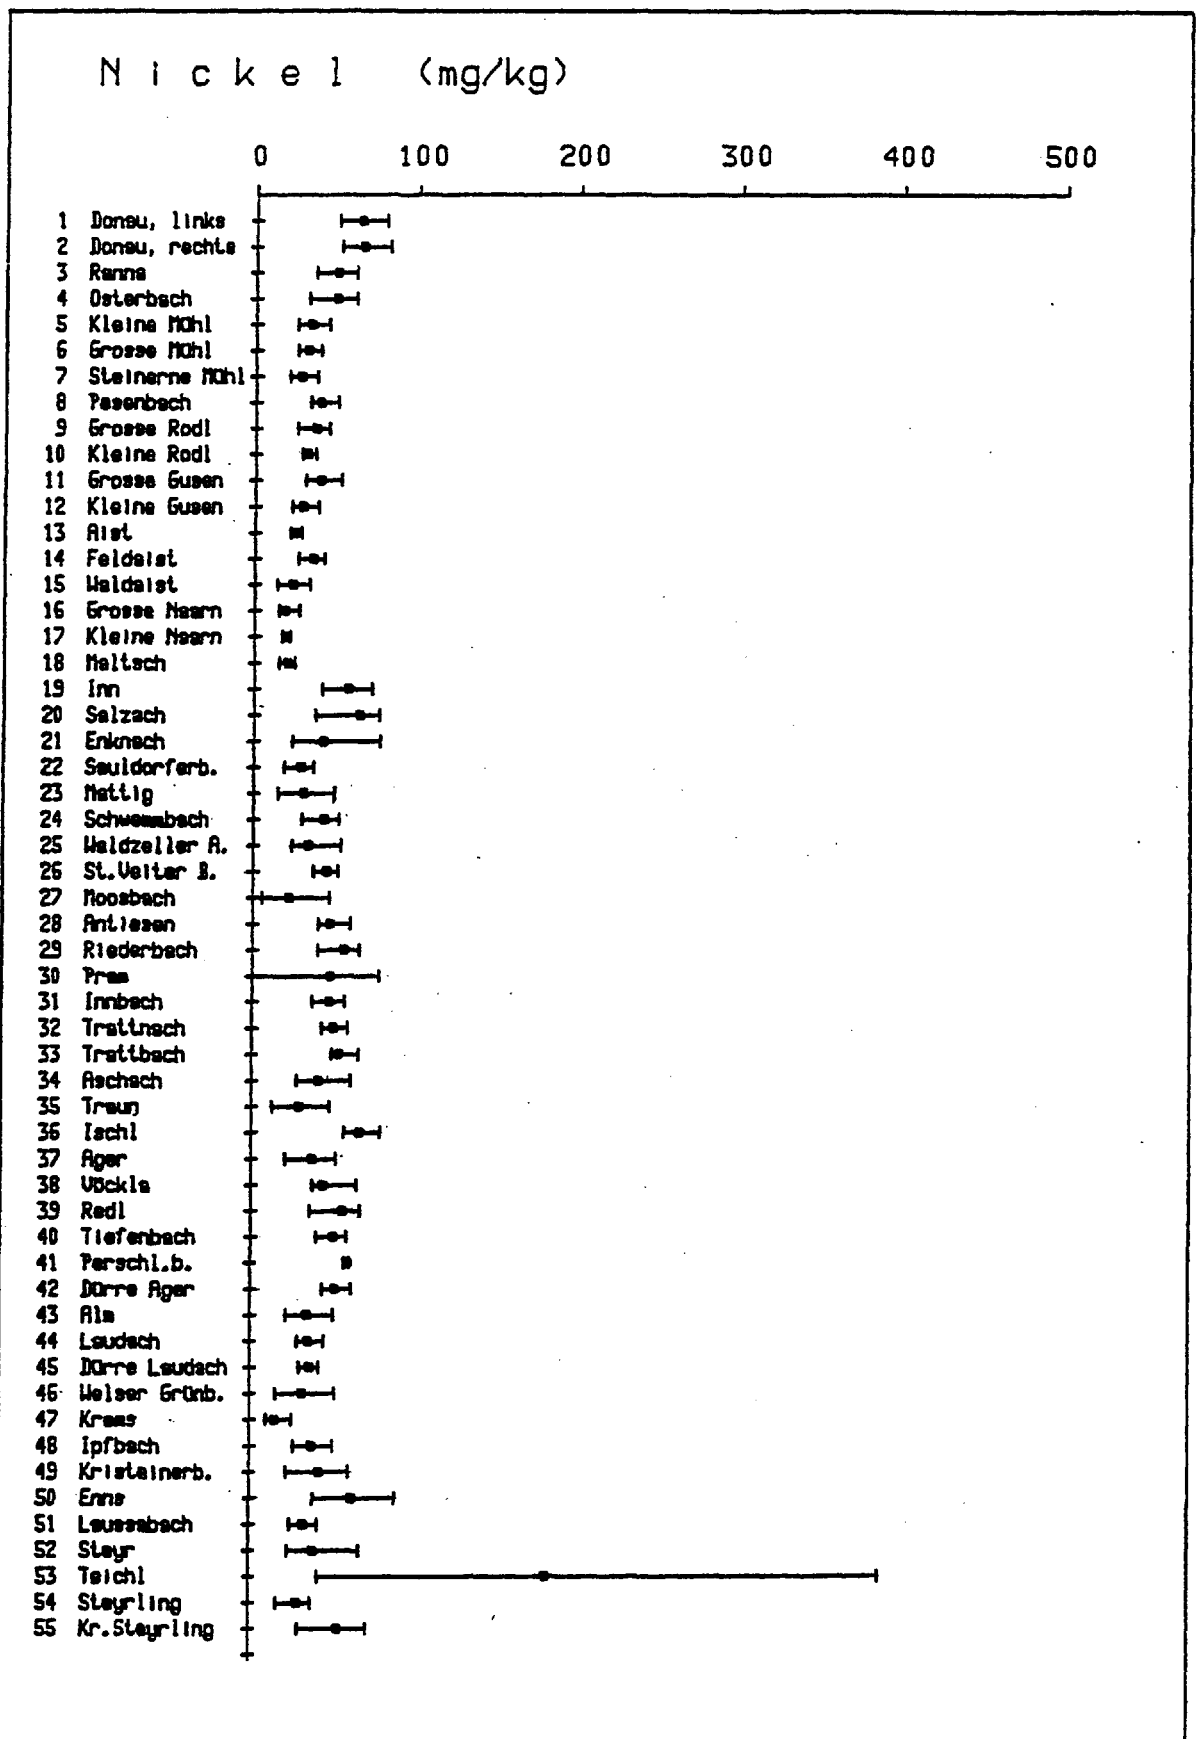 Nickel (mg/kg)
0 100 200 300 400 500
1 Donau, links
2 Donau, rechts
3 Ranna
4 Osterbach
5 Kleine Mühl
6 Grosse Mühl
7 Steinerne Mühl
8 Pesenbach
9 Grosse Rodl
10 Kleine Rodl
11 Grosse Gusen
12 Kleine Gusen
13 Aist
14 Feldaist
15 Waldaist
16 Grosse Naarn
17 Kleine Naarn
18 Maltsch
19 Inn
20 Salzach
21 Enknach
22 Sauldorferb.
23 Mattig
24 Schwemmbach
25 Waldzeller A.
26 St.Veiter B.
27 Moosbach
28 Antiesen
29 Riederbach
30 Pram
31 Innbach
32 Trattnach
33 Trattbach
34 Aschach
35 Traun
36 Ischl
37 Ager
38 Vöckla
39 Redl
40 Tiefenbach
41 Perschl.b.
42 Dürre Ager
43 Alm
44 Laudach
45 Dürre Laudach
46 Welser Grünb.
47 Krems
48 Ipfbach
49 Kristeinerb.
50 Enns
51 Laussabach
52 Steyr
53 Teichl
54 Steyrling
55 Kr.Steyrling